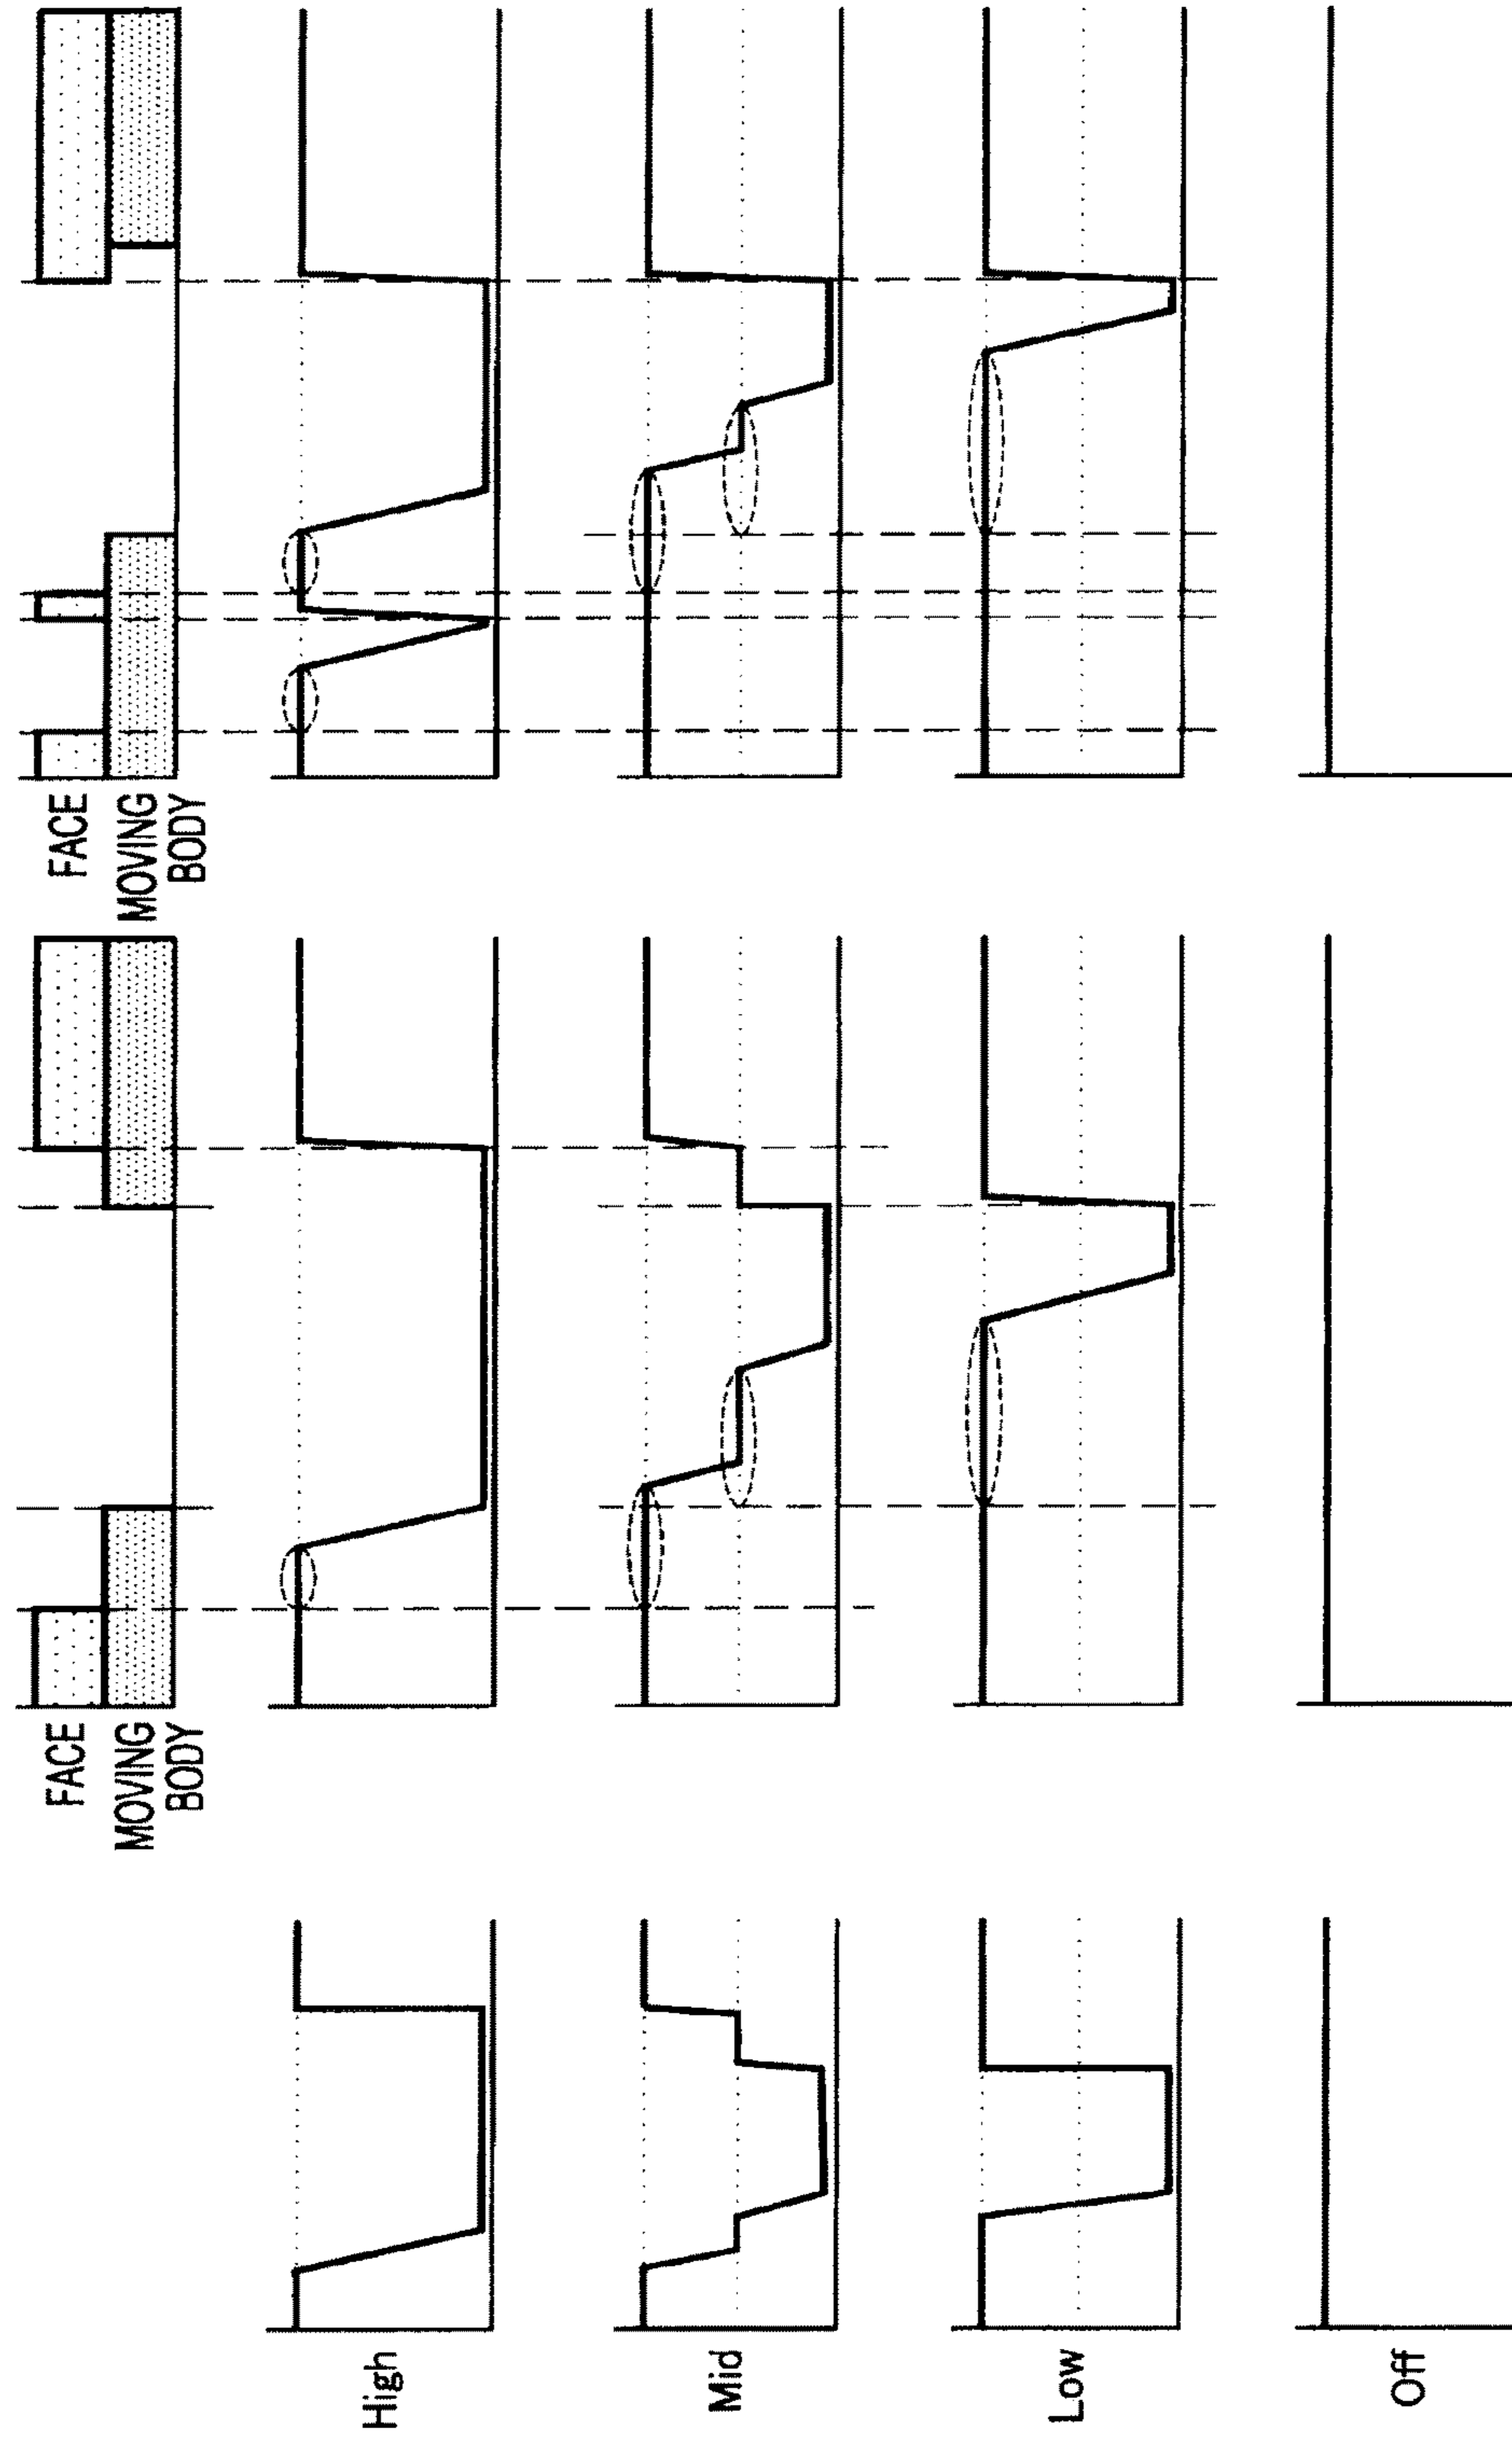 FACE
MOVING
BODY
FACE
MOVING
BODY
High
Mid
Low
Off